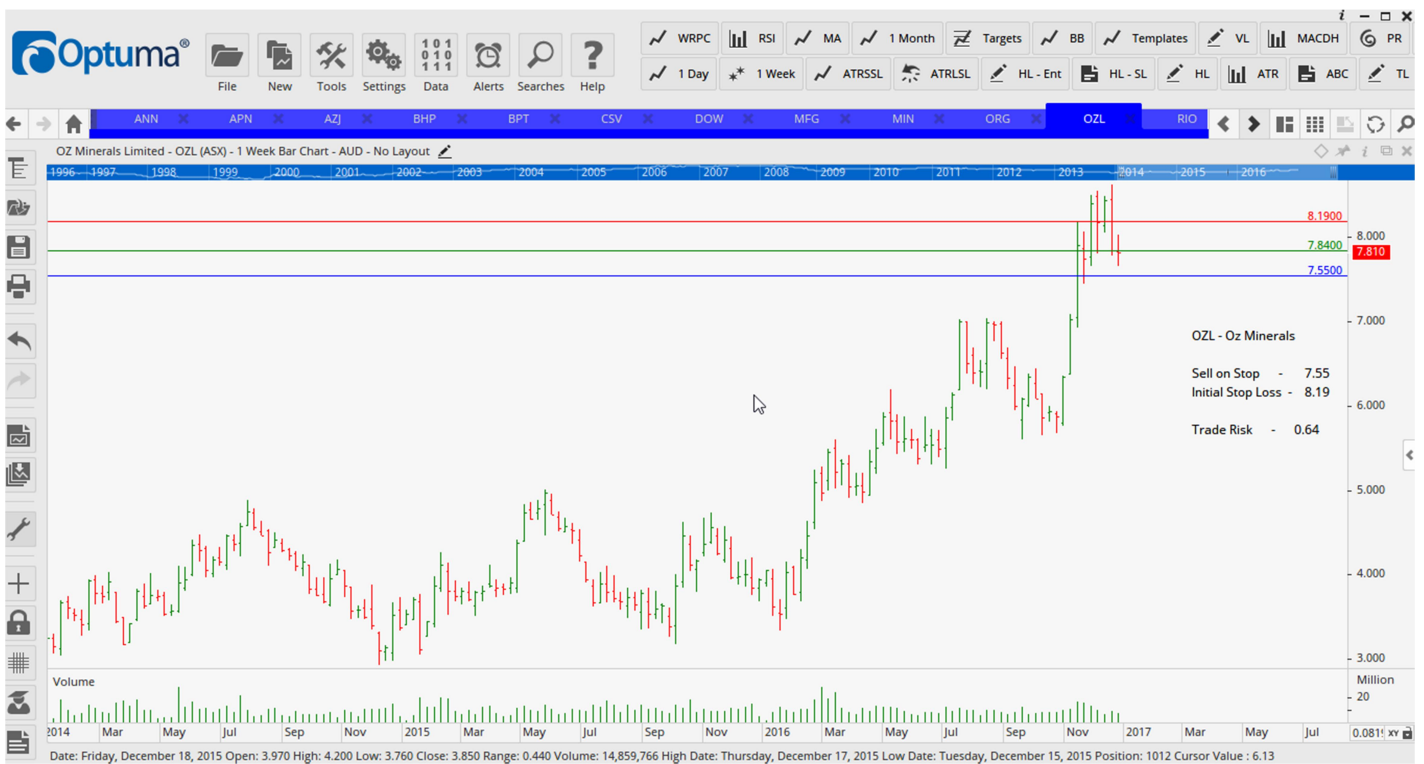 i
Optuma®
File
New
Tools
Settings
101
010
111
Data
Alerts
Searches
?
Help
WRPC RSI MA 1 Month Targets BB Templates VL MACDH PR
1 Day 1 Week ATRSSL ATRLSL HL - Ent HL - SL HL ATR ABC TL
ANN APN AZJ BHP BPT CSV DOW MFG MIN ORG OZL RIO
OZ Minerals Limited - OZL (ASX) - 1 Week Bar Chart - AUD - No Layout
1996 1997 1998 1999 2000 2001 2002 2003 2004 2005 2006 2007 2008 2009 2010 2011 2012 2013 2014 2015 2016
8.1900
8.000
7.8400
7.810
7.5500
7.000
OZL - Oz Minerals
Sell on Stop - 7.55
Initial Stop Loss - 8.19
6.000
Trade Risk - 0.64
5.000
4.000
3.000
Volume
Million
20
2014 Mar May Jul Sep Nov 2015 Mar May Jul Sep Nov 2016 Mar May Jul Sep Nov 2017 Mar May Jul
XY
Date: Friday, December 18, 2015 Open: 3.970 High: 4.200 Low: 3.760 Close: 3.850 Range: 0.440 Volume: 14,859,766 High Date: Thursday, December 17, 2015 Low Date: Tuesday, December 15, 2015 Position: 1012 Cursor Value : 6.13